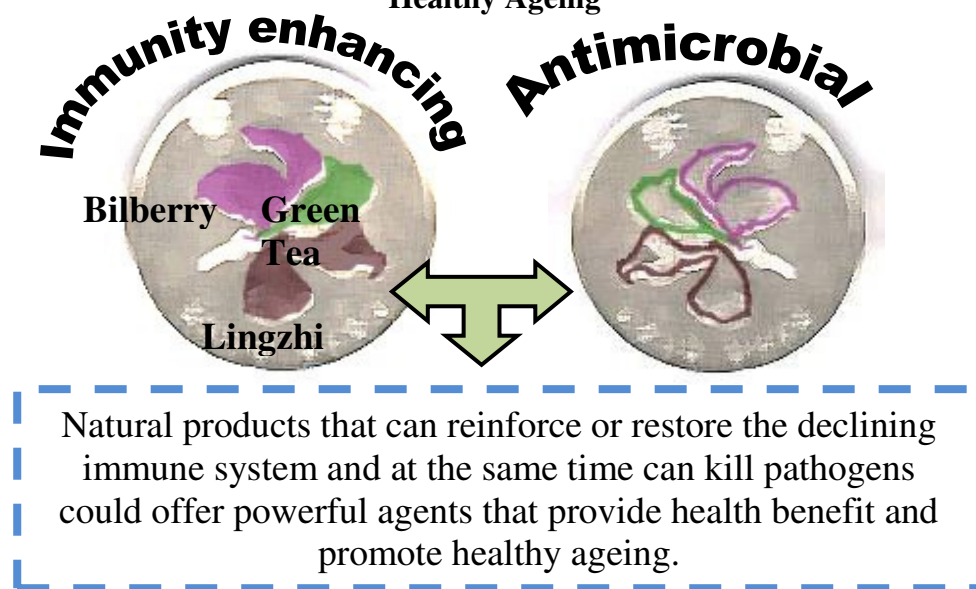 Healthy Ageing
Immunity enhancing
Antimicrobial
Bilberry
Green
Tea
Lingzhi
Natural products that can reinforce or restore the declining
immune system and at the same time can kill pathogens
could offer powerful agents that provide health benefit and
promote healthy ageing.